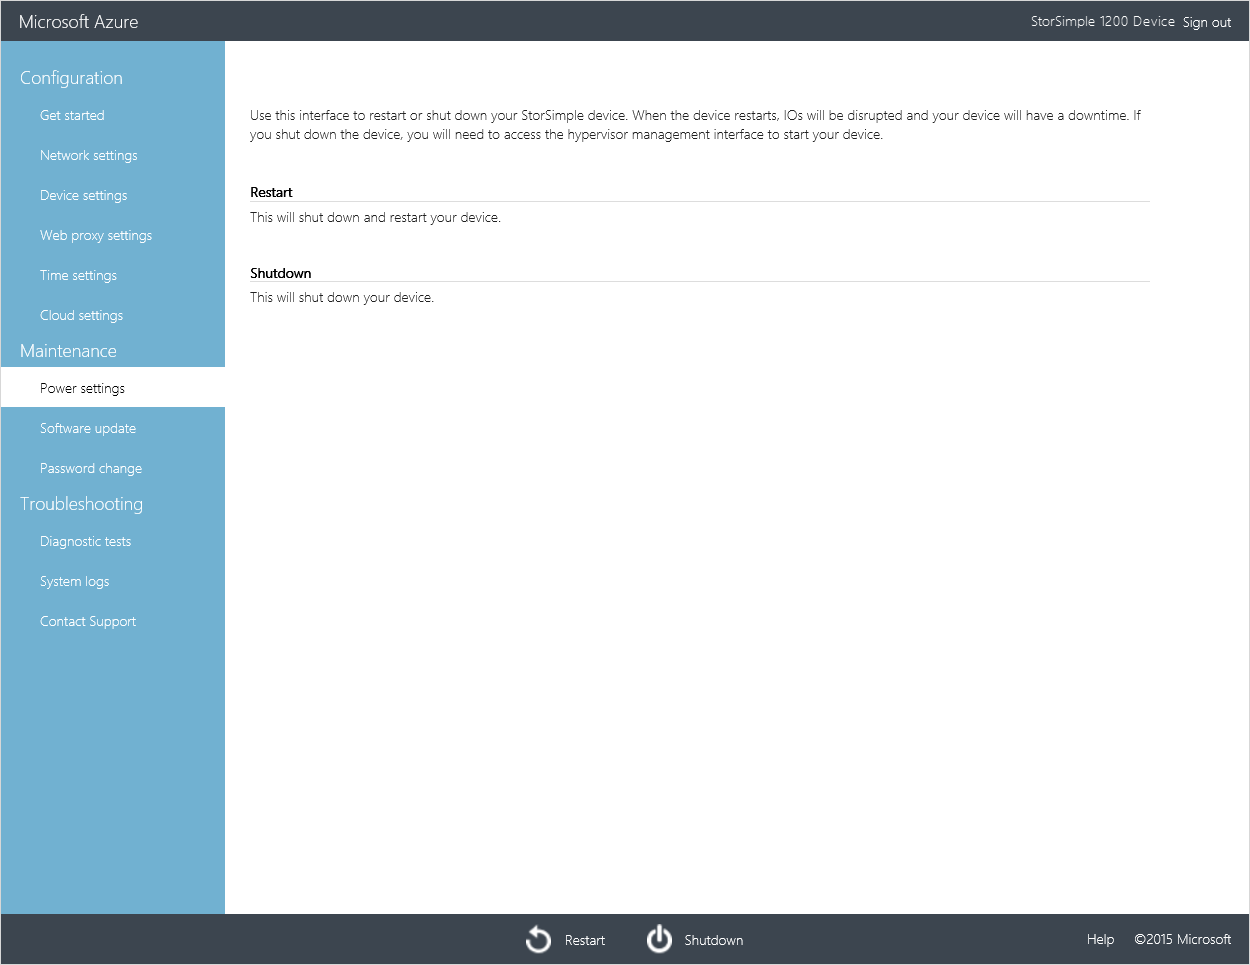 Microsoft Azure
StorSimple 1200 Device Sign out
Configuration
Get started
Network settings
Device settings
Web proxy settings
Time settings
Cloud settings
Maintenance
Power settings
Software update
Password change
Troubleshooting
Diagnostic tests
System logs
Contact Support
Use this interface to restart or shut down your StorSimple device. When the device restarts, IOs will be disrupted and your device will have a downtime. If
you shut down the device, you will need to access the hypervisor management interface to start your device.
Restart
This will shut down and restart your device.
Shutdown
This will shut down your device.
Restart
Shutdown
Help
©2015 Microsoft